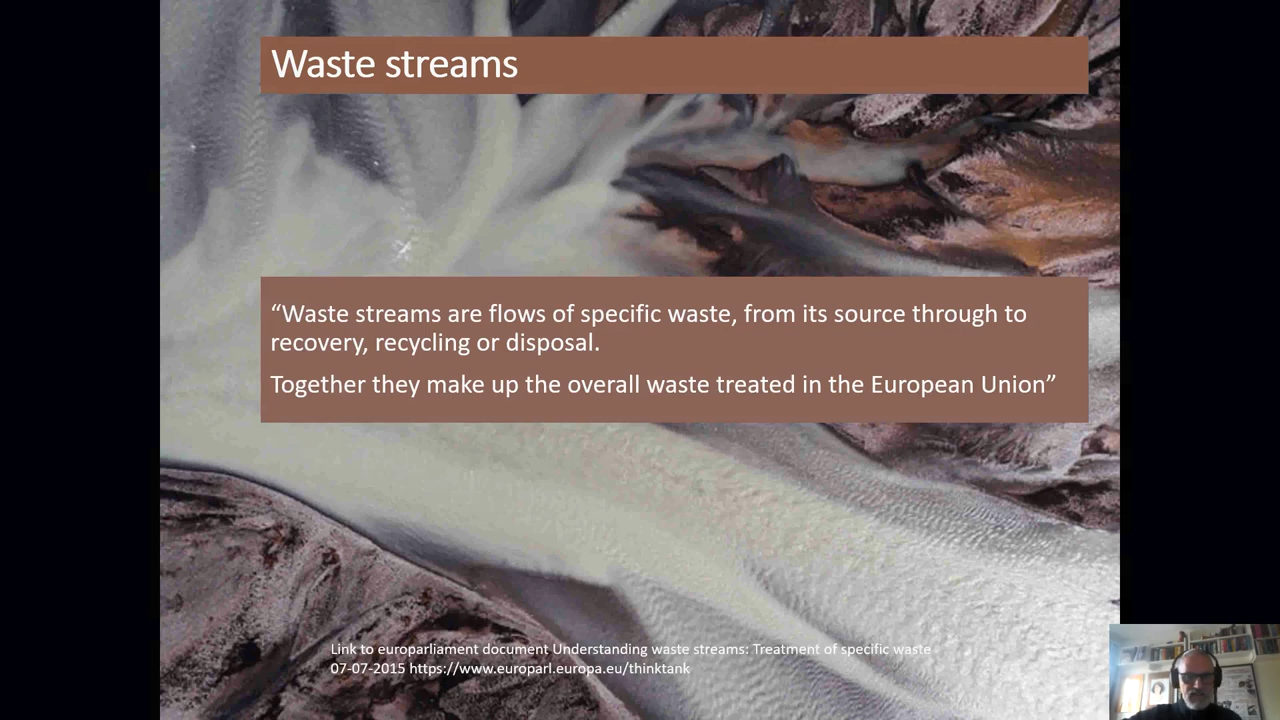 Waste streams
“Waste streams are flows of specific waste, from its source through to
recovery, recycling or disposal.
Together they make up the overall waste treated in the European Union”
Link to europarliament document Understanding waste streams: Treatment of specific waste
07-07-2015 https://www.europarl.europa.eu/thinktank